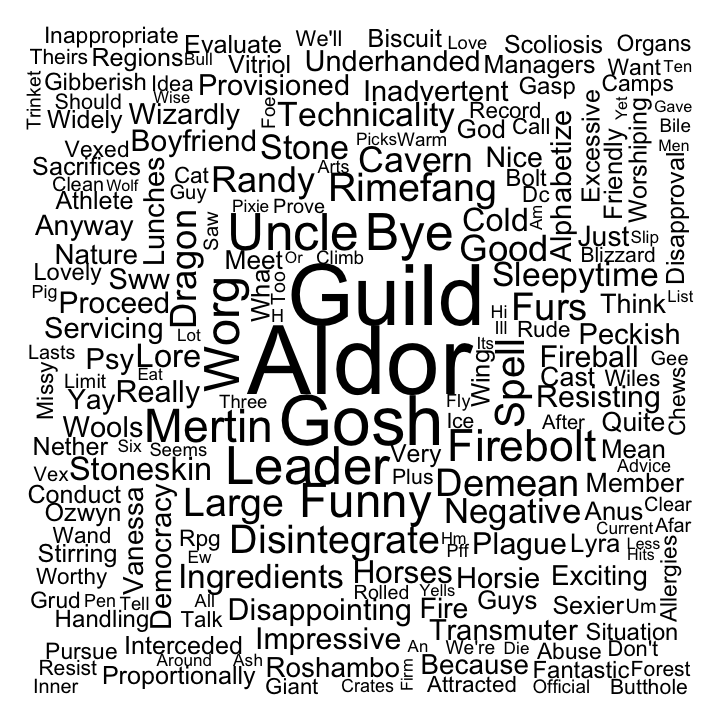 Inappropriate
Evaluate
We'll
Biscuit
Love
Scoliosis
Organs
Theirs
Regions
Bull
Vitriol
Underhanded
Managers
Want
Ten
Trinket
Gibberish
Idea
Provisioned
Inadvertent
Gasp
Camps
Should
Wise
Widely
Wizardly
Foe
Technicality
Record
God
Call
Excessive
Yet
Gave
Bile
Vexed
Boyfriend
Stone
Picks
Warm
Cavern
Nice
Alphabetize
Friendly
Worshiping
Men
Sacrifices
Cat
Randy
Arts
Rimefang
Bolt
Clean
Wolf
Lunches
Guy
Dc
Disapproval
Athlete
Pixie
Prove
Am
Anyway
Saw
Uncle
Bye
Cold
Just
Slip
Nature
Dragon
Meet
Or
Climb
Good
Blizzard
Lovely
Sww
What
Too
Guild
Sleepytime
Pig
Proceed
H
Hi
Furs
Think
List
Servicing
Lot
Worg
Ill
Rude
Peckish
Lasts
Psy
Lore
Aldor
Its
Wing
Spell
Fireball
Gee
Missy
Limit
Eat
Cast
Wiles
Chews
Yay
Really
Three
Gosh
Fly
Resisting
Wools
Mertin
Ice
After
Quite
Nether
Six
Seems
Leader
Very
Firebolt
Mean
Vex
Stoneskin
Plus
Demean
Advice
Member
Conduct
Vanessa
Democracy
Large
Funny
Negative
Anus
Clear
Ozwyn
Current
Afar
Wand
Rpg
Disintegrate
Hm
Plague
Lyra
Less
Stirring
Ew
Pff
Hits
Allergies
Worthy
Ingredients
Horses
Horsie
Exciting
Grud
Pen
Tell
All
Rolled
Yells
Guys
Sexier
Um
Handling
Talk
Disappointing
Fire
Pursue
Interceded
Impressive
Transmuter
Situation
Around
Ash
An
We're
Die
Abuse
Don't
Resist
Proportionally
Roshambo
Firm
Because
Fantastic
Forest
Inner
Giant
Crates
Attracted
Official
Butthole